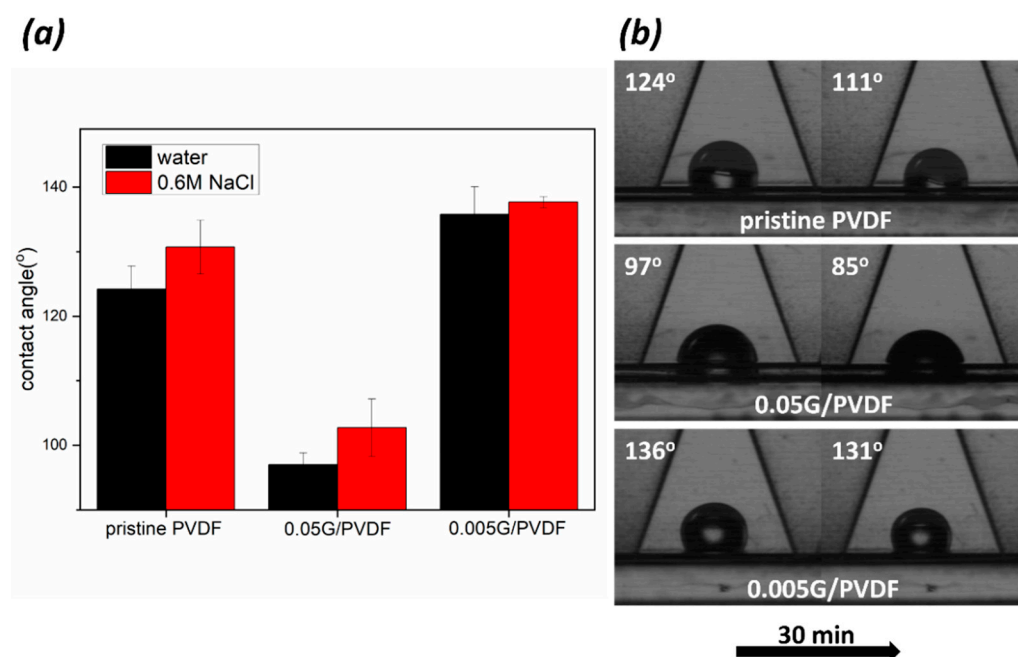 (a)
(b)
contact angle(°)
140
120
100
water
0.6M NaCl
pristine PVDF
0.05G/PVDF
0.005G/PVDF
124°
111°
pristine PVDF
97°
85°
0.05G/PVDF
136°
131°
0.005G/PVDF
30 min